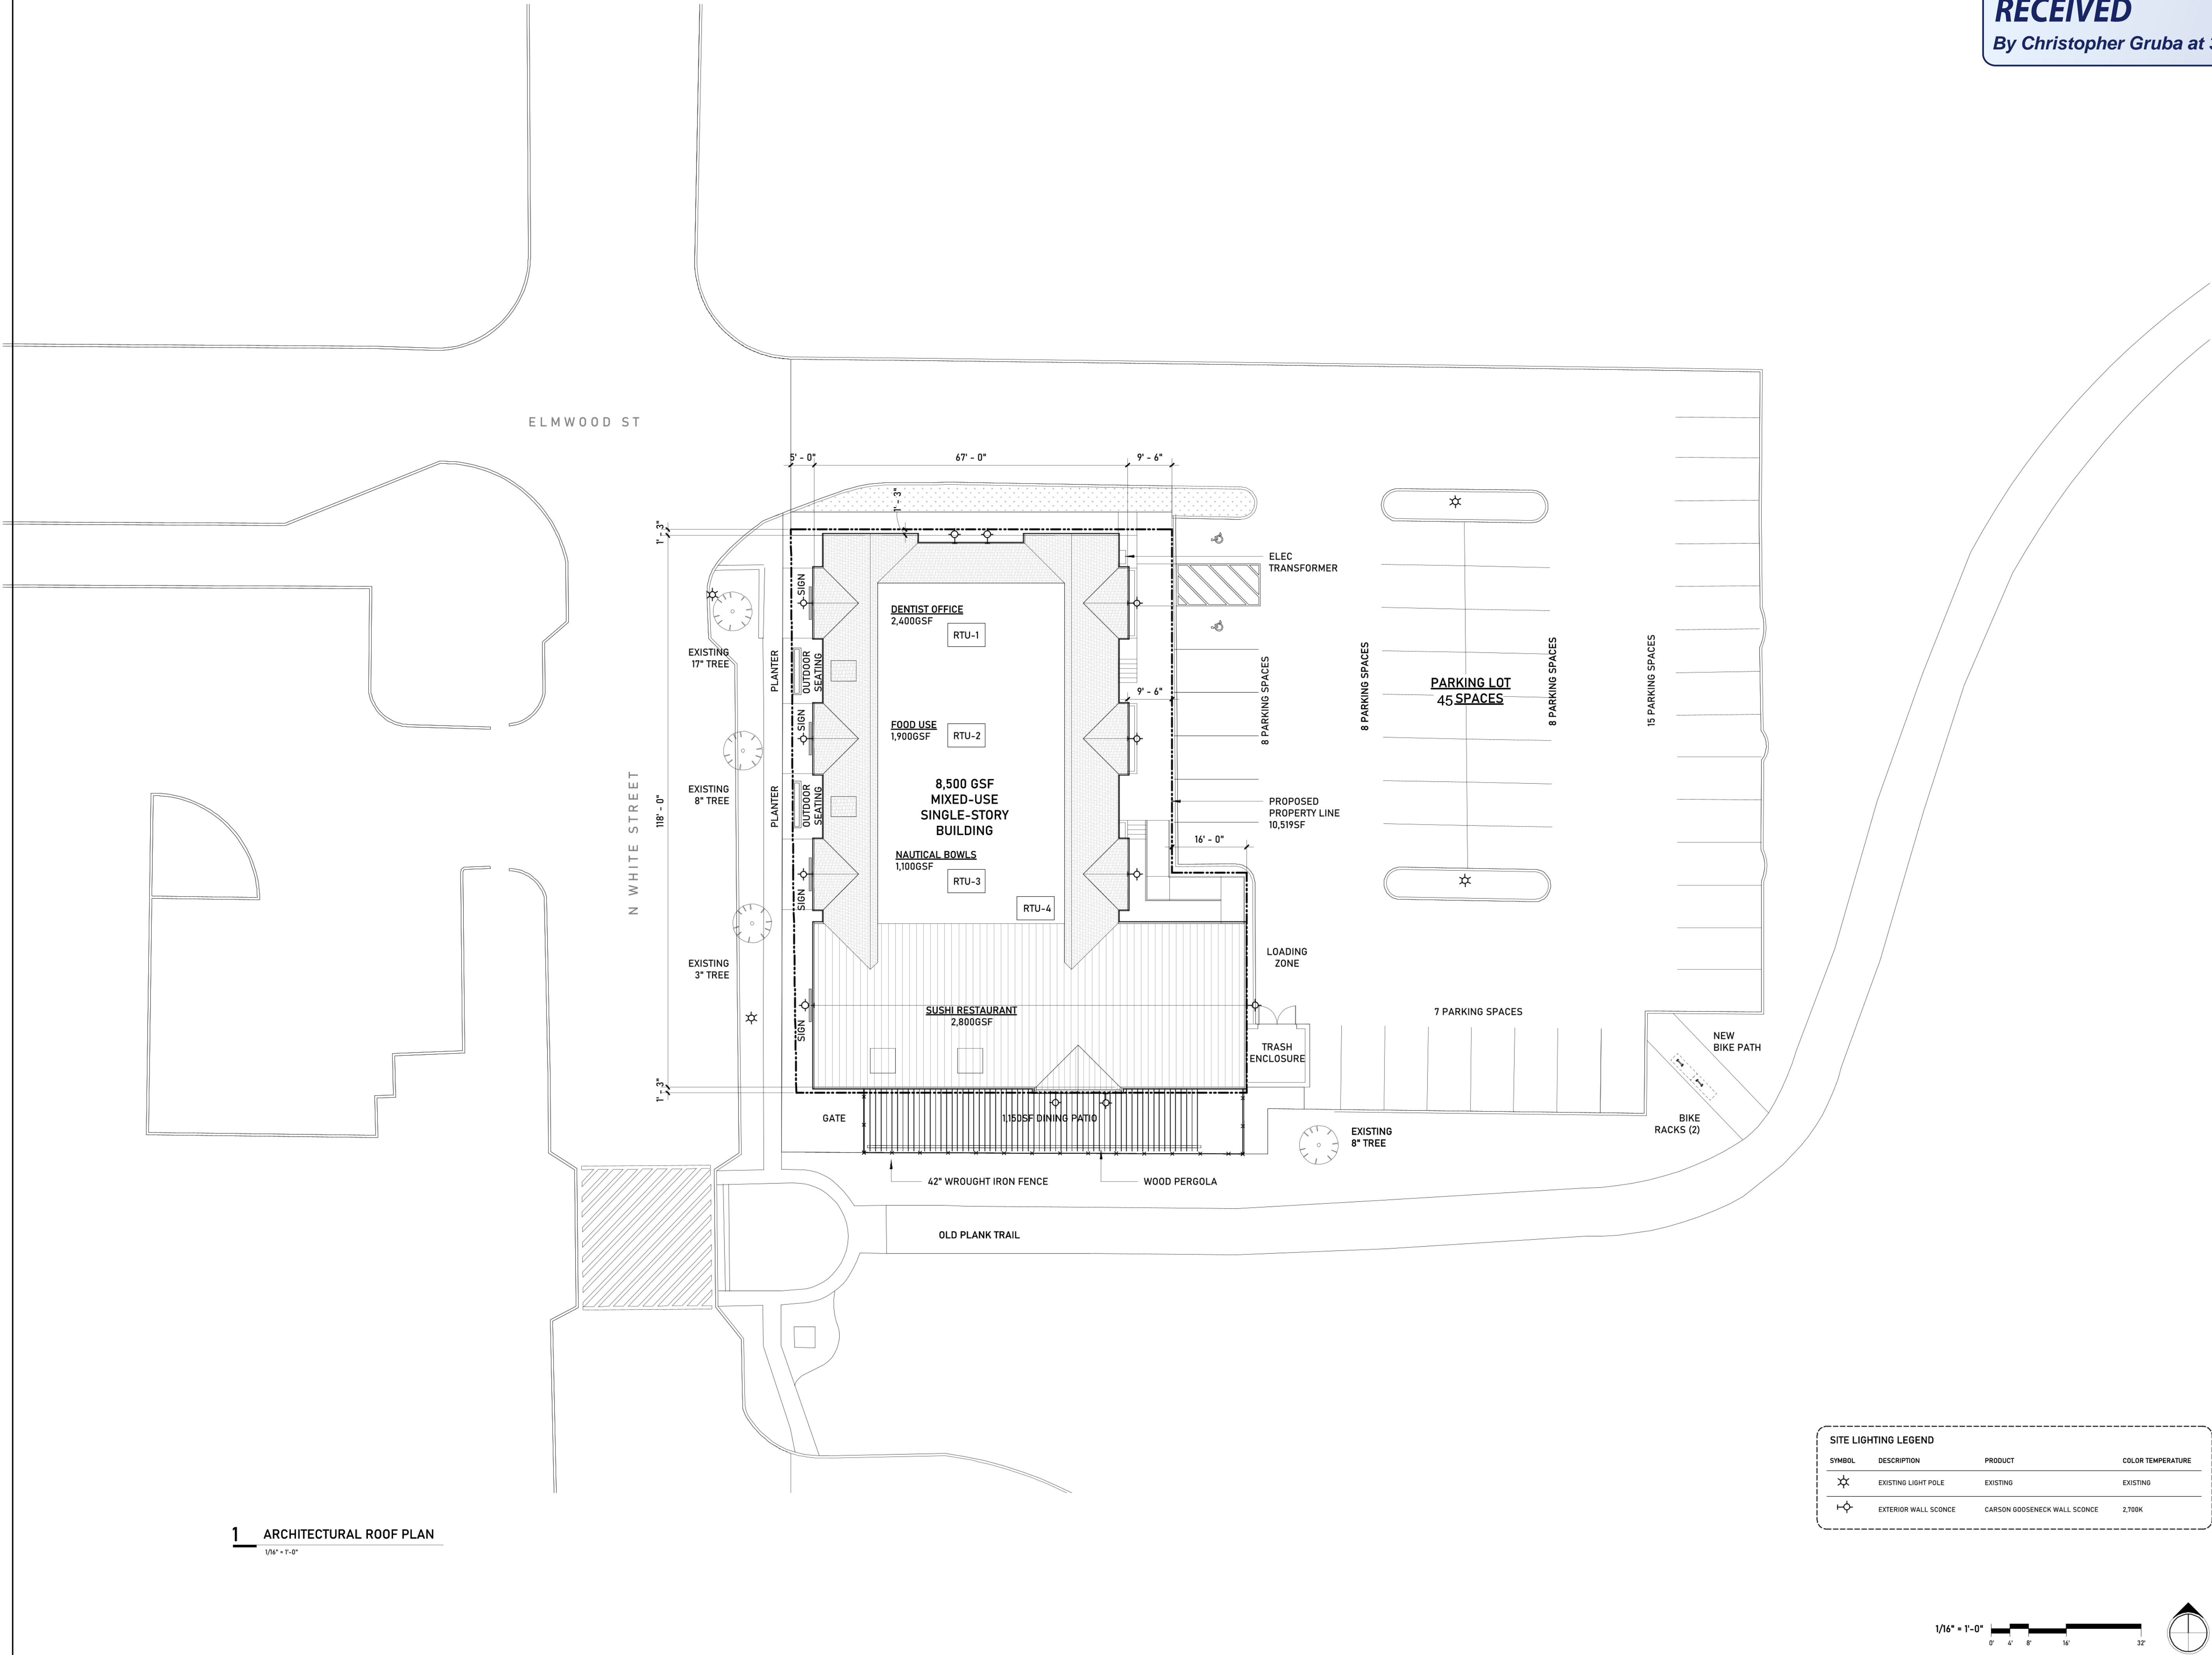 RECEIVED
By Christopher Gruba at
ELMWOOD ST
5' - 0"
67' - 0"
9' - 6"
1' - 3"
1' - 3"
ELEC
TRANSFORMER
SIGN
DENTIST OFFICE
2,400GSF
RTU-1
EXISTING
17" TREE
PLANTER
OUTDOOR
SEATING
9' - 6"
8 PARKING SPACES
8 PARKING SPACES
PARKING LOT
45 SPACES
8 PARKING SPACES
15 PARKING SPACES
SIGN
FOOD USE
1,900GSF
RTU-2
N WHITE STREET
118' - 0"
EXISTING
8" TREE
PLANTER
OUTDOOR
SEATING
8,500 GSF
MIXED-USE
SINGLE-STORY
BUILDING
PROPOSED
PROPERTY LINE
10,519SF
16' - 0"
NAUTICAL BOWLS
1,100GSF
RTU-3
SIGN
RTU-4
EXISTING
3" TREE
LOADING
ZONE
SUSHI RESTAURANT
2,800GSF
SIGN
7 PARKING SPACES
TRASH
ENCLOSURE
NEW
BIKE PATH
1' - 3"
GATE
1,150SF DINING PATIO
BIKE
RACKS (2)
EXISTING
8" TREE
42" WROUGHT IRON FENCE
WOOD PERGOLA
OLD PLANK TRAIL
SITE LIGHTING LEGEND
SYMBOL DESCRIPTION PRODUCT COLOR TEMPERATURE
EXISTING LIGHT POLE EXISTING EXISTING
EXTERIOR WALL SCONCE CARSON GOOSENECK WALL SCONCE 2,700K
1 ARCHITECTURAL ROOF PLAN
1/16" = 1'-0"
1/16" = 1'-0"
0' 4' 8' 16' 32'